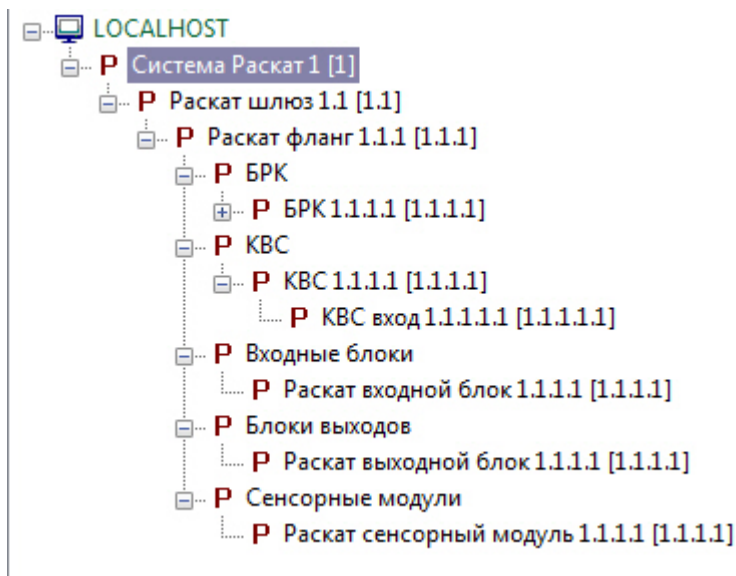 LOCALHOST
Р Система Раскат 1 [1]
Р Раскат шлюз 1.1 [1.1]
Р Раскат фланг 1.1.1 [1.1.1]
Р БРК
Р БРК 1.1.1.1 [1.1.1.1]
Р КВС
Р КВС 1.1.1.1 [1.1.1.1]
Р КВС вход 1.1.1.1.1 [1.1.1.1.1]
Р Входные блоки
Р Раскат входной блок 1.1.1.1 [1.1.1.1]
Р Блоки выходов
Р Раскат выходной блок 1.1.1.1 [1.1.1.1]
Р Сенсорные модули
Р Раскат сенсорный модуль 1.1.1.1 [1.1.1.1]